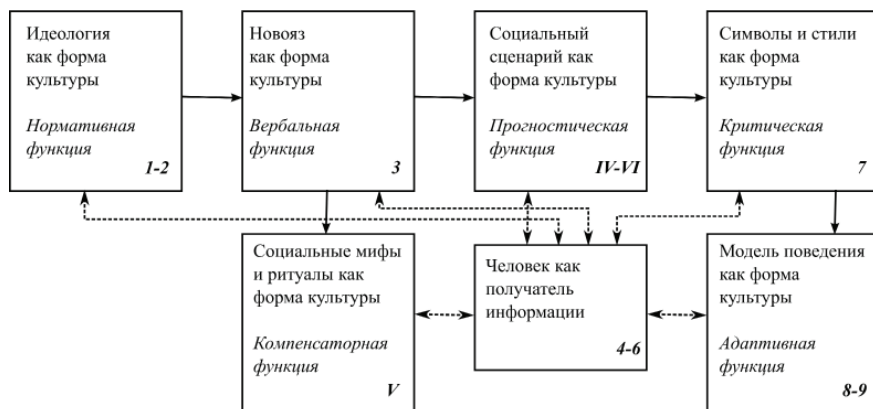 Идеология
как форма
культуры
Нормативная
функция
1-2
Новояз
как форма
культуры
Вербальная
функция
3
Социальный
сценарий как
форма культуры
Прогностическая
функция
IV-VI
Символы и стили
как форма
культуры
Критическая
функция
7
Социальные мифы
и ритуалы как
форма культуры
Компенсаторная
функция
V
Человек как
получатель
информации
4-6
Модель поведения
как форма
культуры
Адаптивная
функция
8-9